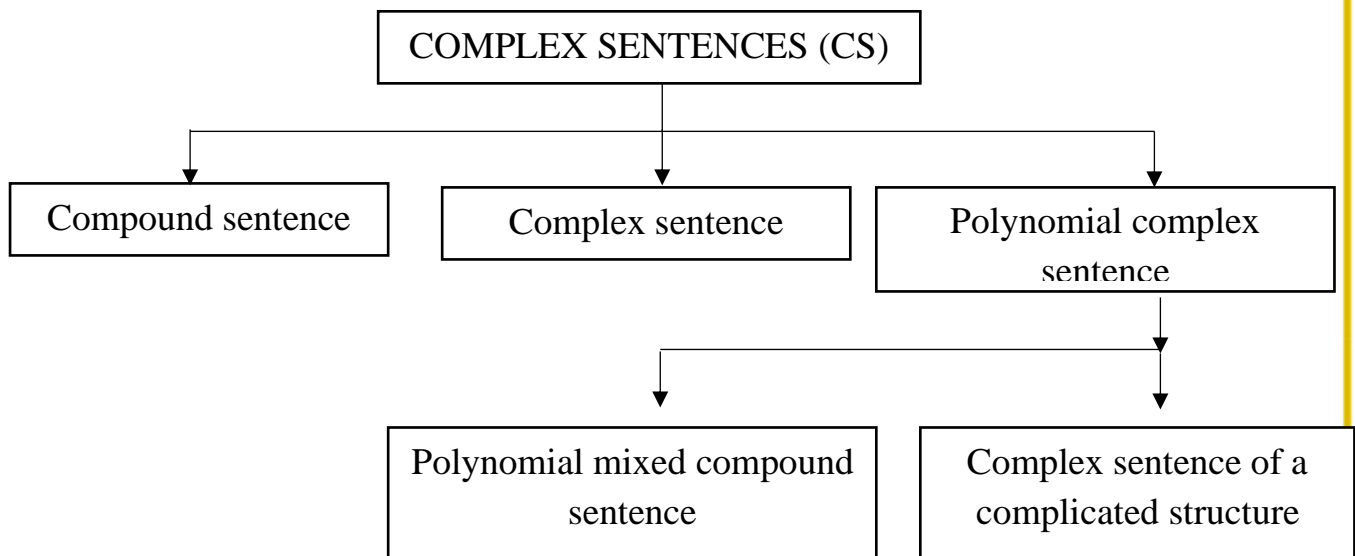 COMPLEX SENTENCES (CS)
Compound sentence
Complex sentence
Polynomial complex
sentence
Polynomial mixed compound
sentence
Complex sentence of a
complicated structure